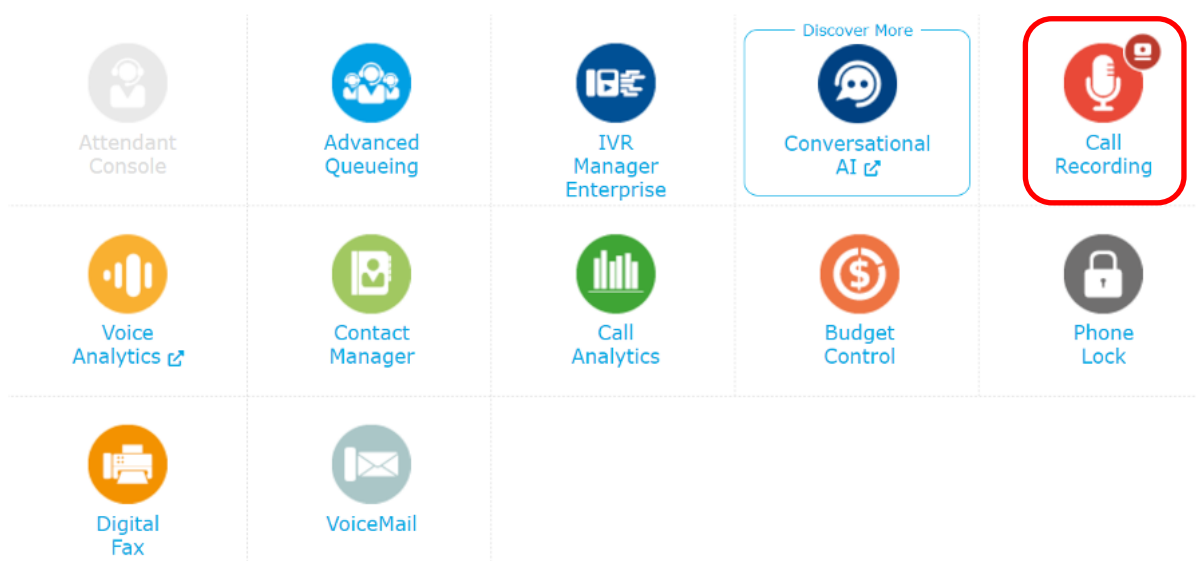 Discover More
Attendant
Console
Advanced
Queueing
IVR
Manager
Enterprise
Conversational
AI
Call
Recording
Voice
Analytics
Contact
Manager
Call
Analytics
Budget
Control
Phone
Lock
Digital
Fax
VoiceMail